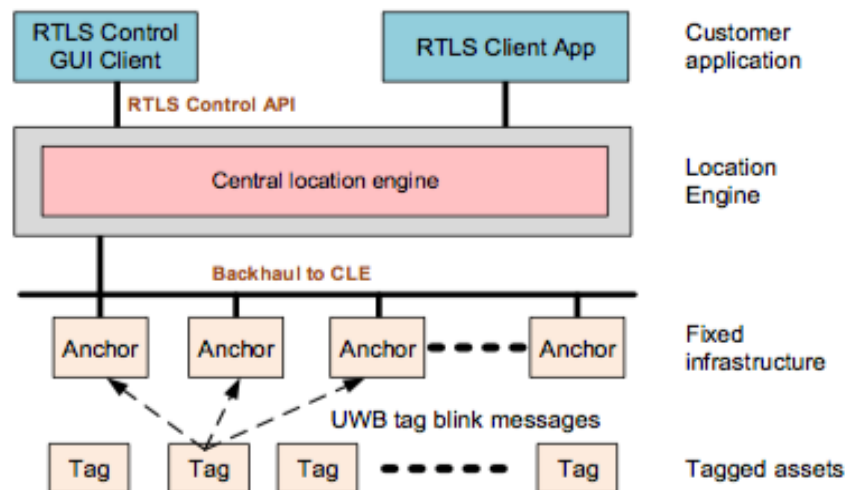 RTLS Control
GUI Client
RTLS Client App
Customer
application
RTLS Control API
Central location engine
Location
Engine
Backhaul to CLE
Anchor
Anchor
Anchor
Anchor
Fixed
infrastructure
UWB tag blink messages
Tag
Tag
Tag
Tag
Tagged assets